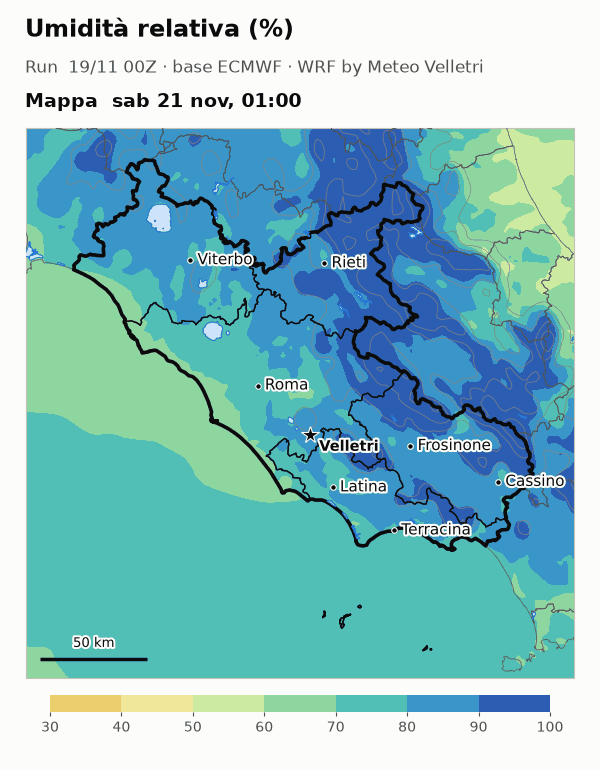 Umidità relativa (%)
Run 19/11 00Z · base ECMWF · WRF by Meteo Velletri
Mappa sab 21 nov, 01:00
Viterbo
Rieti
Roma
Velletri
Frosinone
Cassino
Latina
Terracina
50 km
30 40 50 60 70 80 90 100